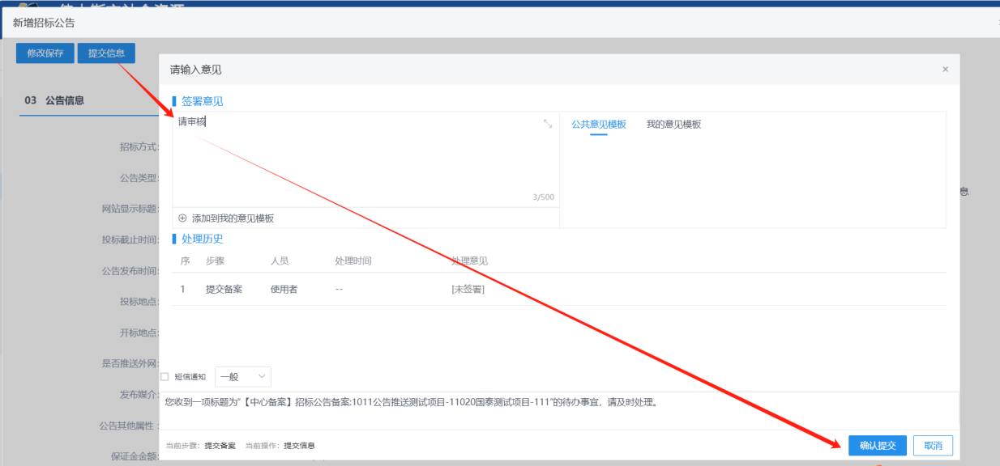 新增招标公告
修改保存 提交信息
请输入意见 ×
03 公告信息
签署意见
请审核
公共意见模板 我的意见模板
招标方式:
公告类型:
息
3/500
网站显示标题:
添加到我的意见模板
投标截止时间:
处理历史
序 步骤 人员 处理时间 处理意见
公告发布时间:
1 提交备案 使用者 -- [未签署]
投标地点:
开标地点:
是否推送外网:
短信通知 一般
发布媒介:
您收到一项标题为"【中心备案】招标公告备案:1011公告推送测试项目-11020国泰测试项目-111"的待办事宜，请及时处理。
公告其他属性:
当前步骤: 提交备案 当前操作: 提交信息
确认提交 取消
保证金金额: